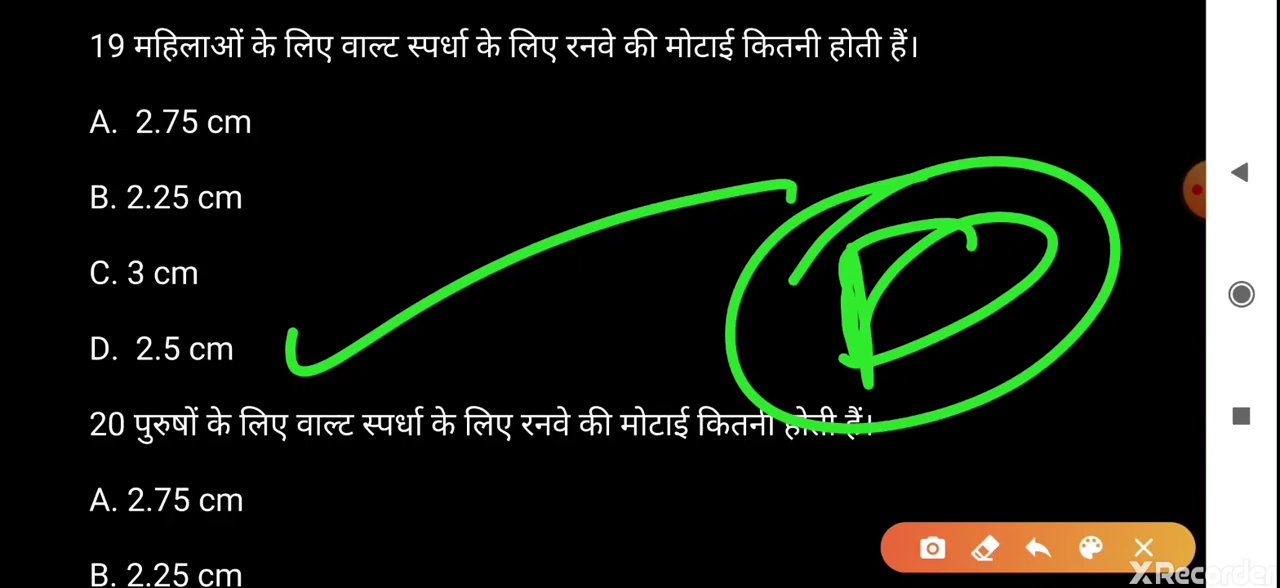 19 महिलाओं के लिए वाल्ट स्पर्धा के लिए रनवे की मोटाई कितनी होती हैं।
A. 2.75 cm
B. 2.25 cm
C. 3 cm
D. 2.5 cm
D
20 पुरुषों के लिए वाल्ट स्पर्धा के लिए रनवे की मोटाई कितनी होती हैं।
A. 2.75 cm
B. 2.25 cm
XRecorder